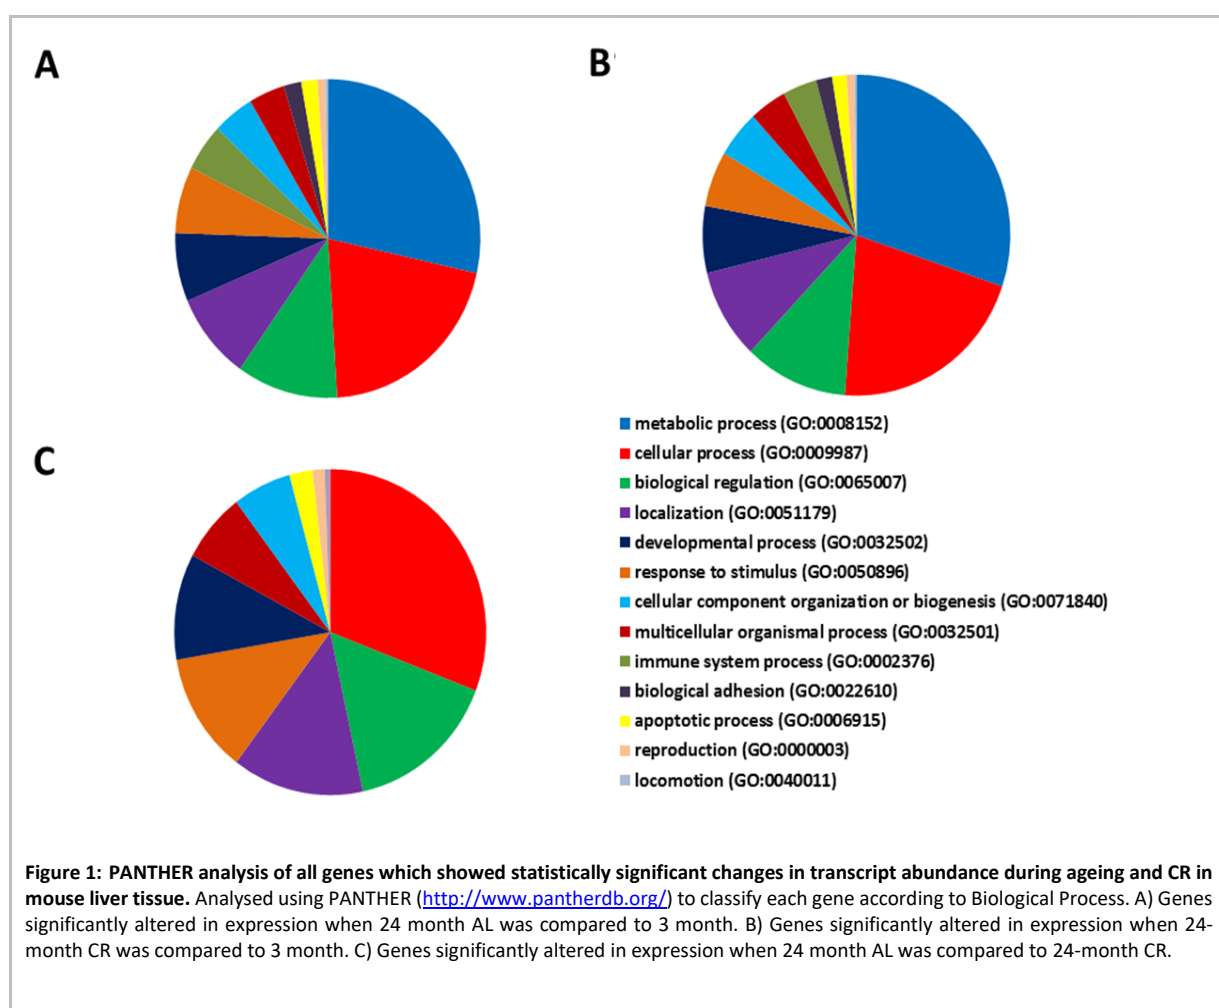 A
B
C
metabolic process (GO:0008152)
cellular process (GO:0009987)
biological regulation (GO:0065007)
localization (GO:0051179)
developmental process (GO:0032502)
response to stimulus (GO:0050896)
cellular component organization or biogenesis (GO:0071840)
multicellular organismal process (GO:0032501)
immune system process (GO:0002376)
biological adhesion (GO:0022610)
apoptotic process (GO:0006915)
reproduction (GO:0000003)
locomotion (GO:0040011)
Figure 1: PANTHER analysis of all genes which showed statistically significant changes in transcript abundance during ageing and CR in
mouse liver tissue. Analysed using PANTHER (http://www.pantherdb.org/) to classify each gene according to Biological Process. A) Genes
significantly altered in expression when 24 month AL was compared to 3 month. B) Genes significantly altered in expression when 24-
month CR was compared to 3 month. C) Genes significantly altered in expression when 24 month AL was compared to 24-month CR.